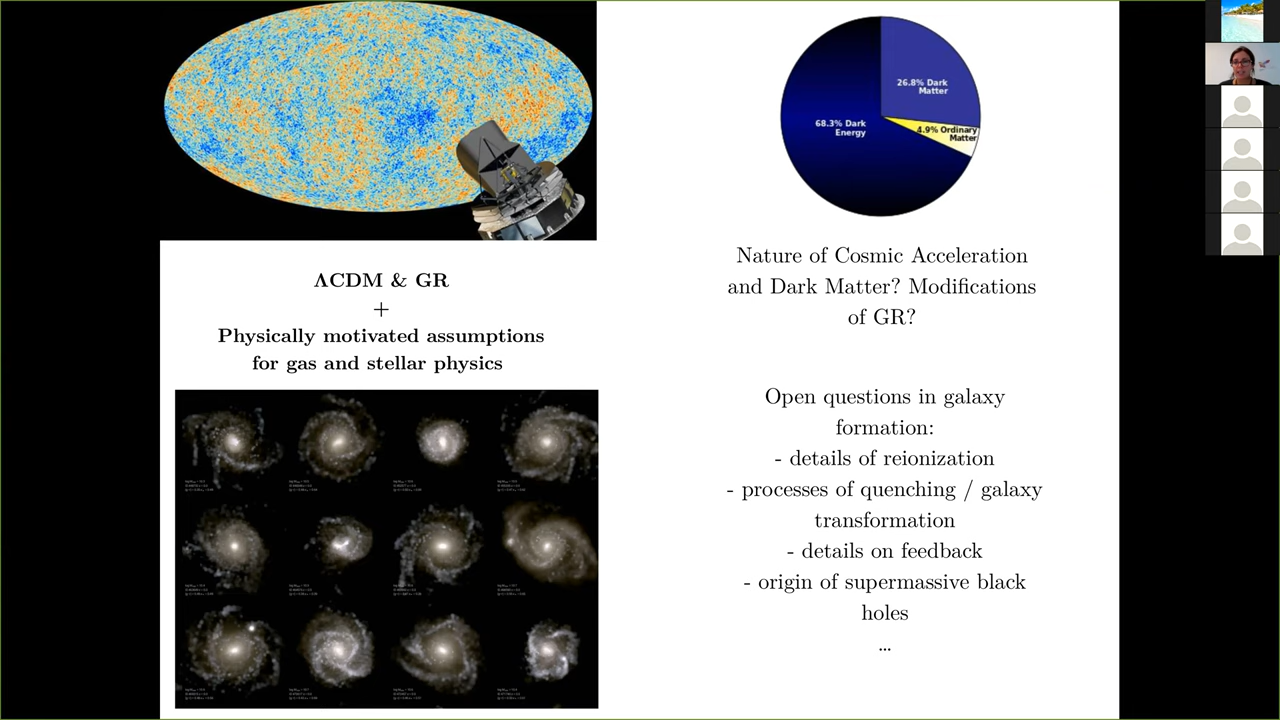 26.8% Dark
Matter
68.3% Dark
Energy
4.9% Ordinary
Matter
ΛCDM & GR
+
Physically motivated assumptions
for gas and stellar physics
Nature of Cosmic Acceleration
and Dark Matter? Modifications
of GR?
Open questions in galaxy
formation:
- details of reionization
- processes of quenching / galaxy
transformation
- details on feedback
- origin of supermassive black
holes
...